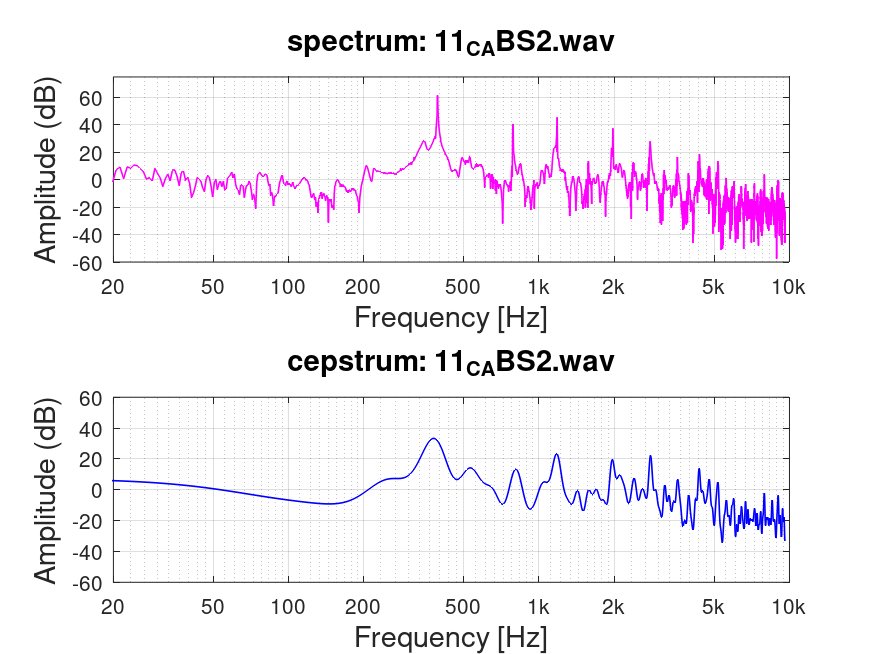 spectrum: 11CABS2.wav
Amplitude (dB)
60
40
20
0
-20
-40
-60
20 50 100 200 500 1k 2k 5k 10k
Frequency [Hz]
cepstrum: 11CABS2.wav
Amplitude (dB)
60
40
20
0
-20
-40
-60
20 50 100 200 500 1k 2k 5k 10k
Frequency [Hz]